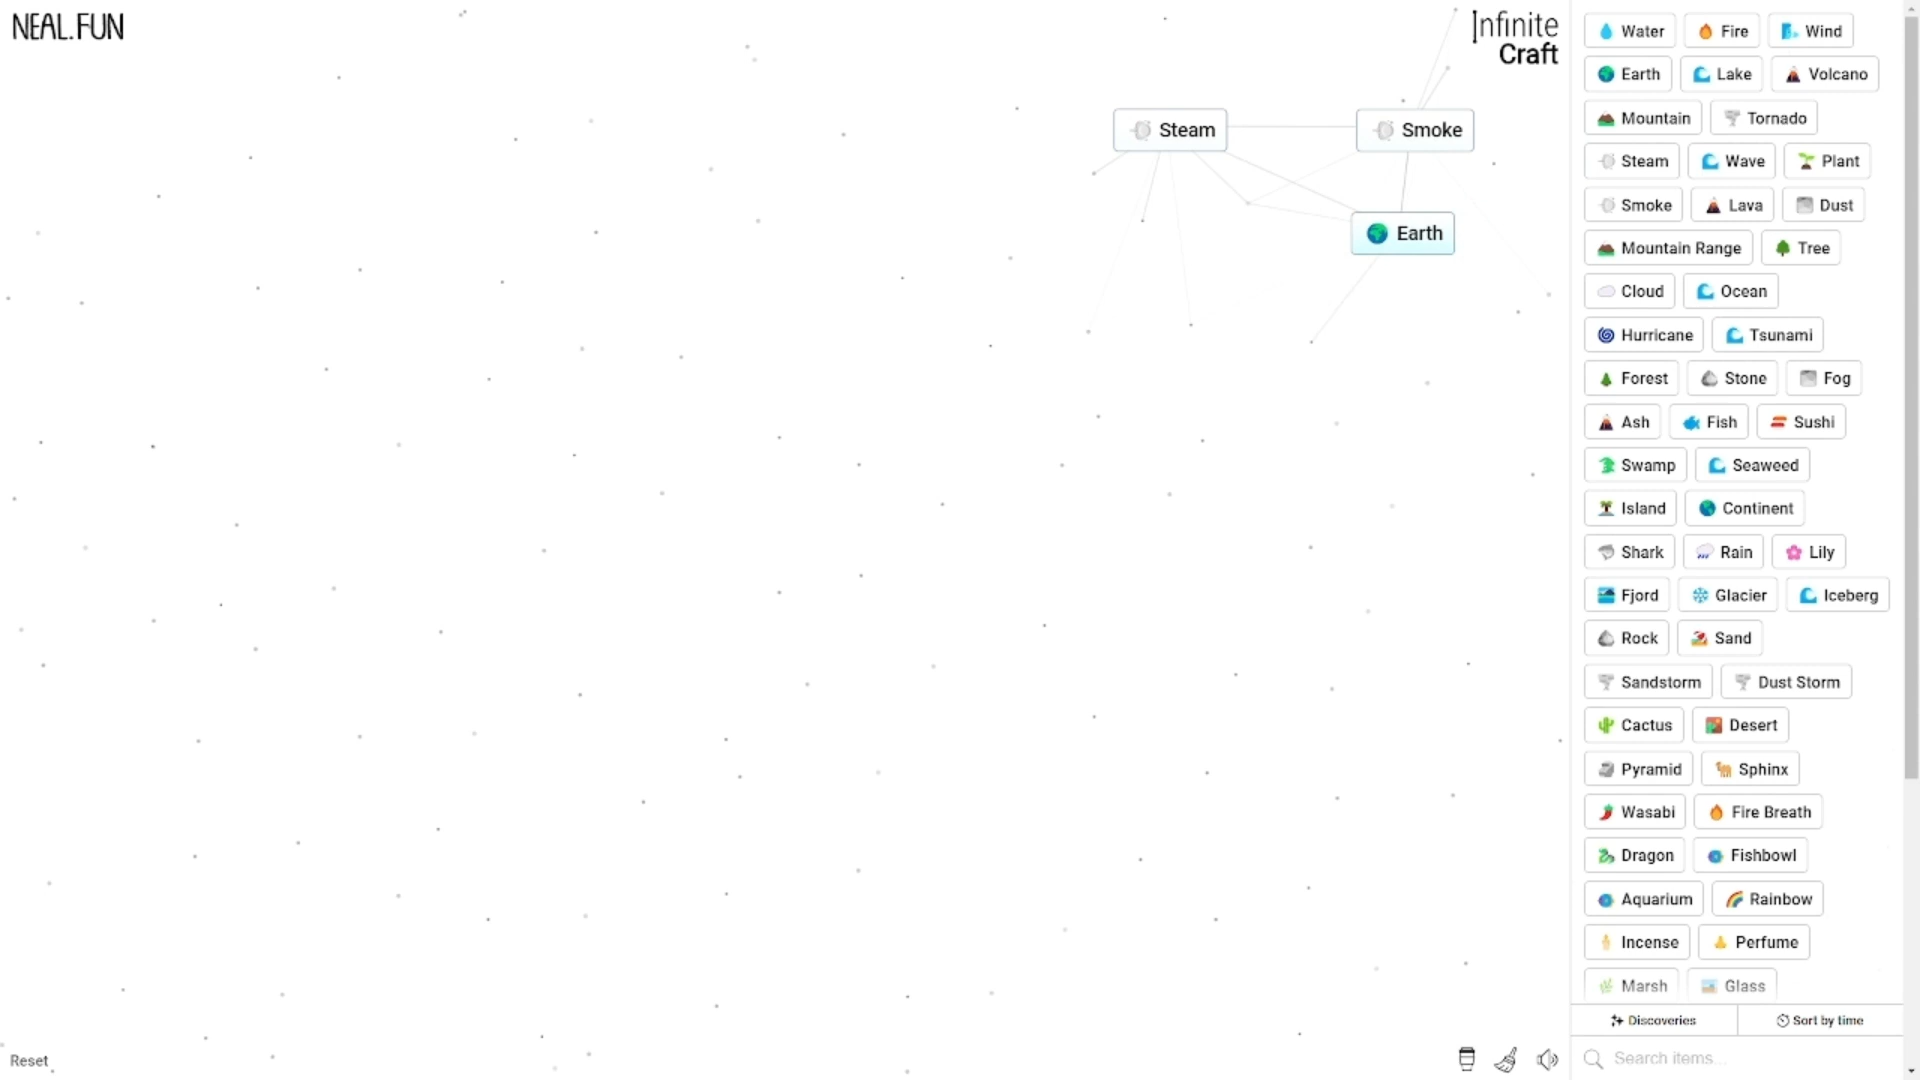 NEAL.FUN
Infinite
Craft
Steam
Smoke
Earth
Water Fire Wind
Earth Lake Volcano
Mountain Tornado
Steam Wave Plant
Smoke Lava Dust
Mountain Range Tree
Cloud Ocean
Hurricane Tsunami
Forest Stone Fog
Ash Fish Sushi
Swamp Seaweed
Island Continent
Shark Rain Lily
Fjord Glacier Iceberg
Rock Sand
Sandstorm Dust Storm
Cactus Desert
Pyramid Sphinx
Wasabi Fire Breath
Dragon Fishbowl
Aquarium Rainbow
Incense Perfume
Marsh Glass
Discoveries Sort by time
Search items...
Reset